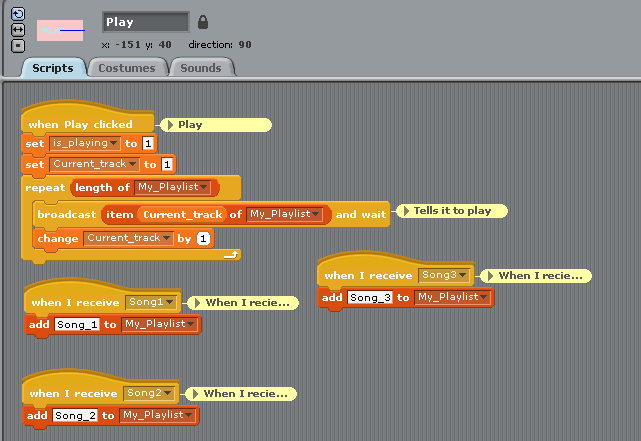 Play
x: -151 y: 40 direction: 90
Scripts Costumes Sounds
when Play clicked
Play
set is_playing to 1
set Current_track to 1
repeat length of My_Playlist
broadcast item Current_track of My_Playlist and wait
Tells it to play
change Current_track by 1
when I receive Song3
When I recie...
add Song_3 to My_Playlist
when I receive Song1
When I recie...
add Song_1 to My_Playlist
when I receive Song2
When I recie...
add Song_2 to My_Playlist